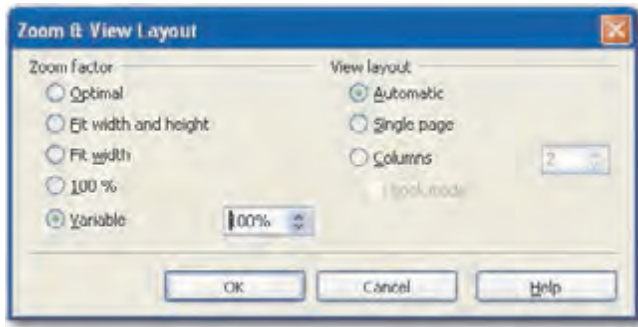 Zoom & View Layout
Zoom factor
Optimal
Fit width and height
Fit width
100 %
Variable 100%
View layout
Automatic
Single page
Columns 2
Book mode
OK Cancel Help